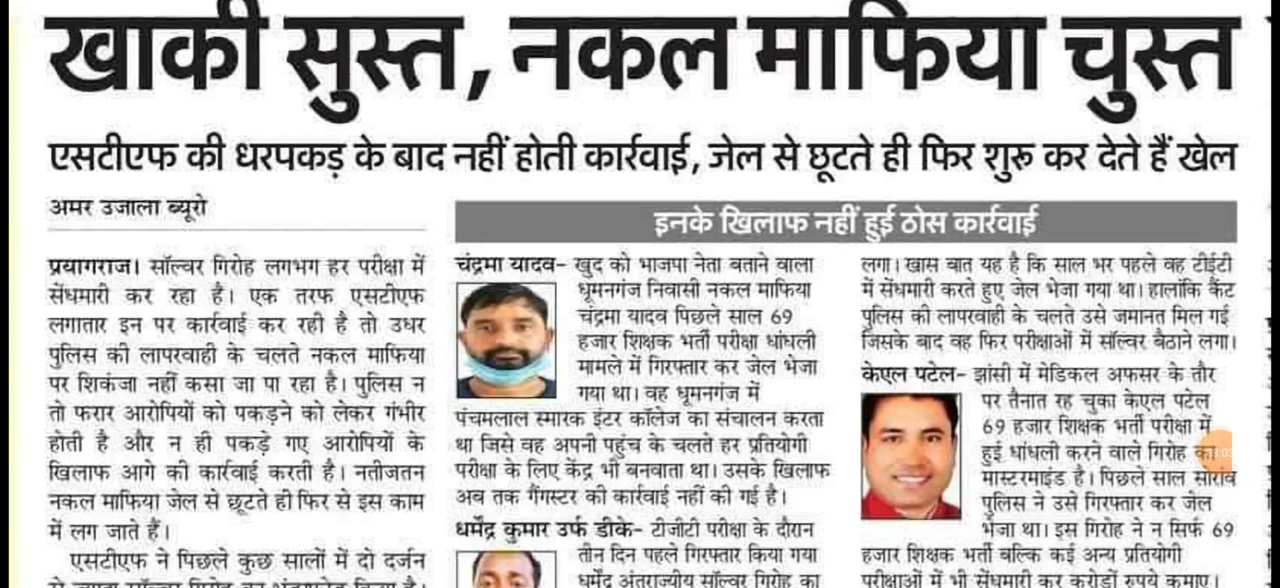 खाकी सुस्त, नकल माफिया चुस्त
एसटीएफ की धरपकड़ के बाद नहीं होती कार्रवाई, जेल से छूटते ही फिर शुरू कर देते हैं खेल
अमर उजाला ब्यूरो
प्रयागराज। सॉल्वर गिरोह लगभग हर परीक्षा में
सेंधमारी कर रहा है। एक तरफ एसटीएफ
लगातार इन पर कार्रवाई कर रही है तो उधर
पुलिस की लापरवाही के चलते नकल माफिया
पर शिकंजा नहीं कसा जा पा रहा है। पुलिस न
तो फरार आरोपियों को पकड़ने को लेकर गंभीर
होती है और न ही पकड़े गए आरोपियों के
खिलाफ आगे की कार्रवाई करती है। नतीजतन
नकल माफिया जेल से छूटते ही फिर से इस काम
में लग जाते हैं।
एसटीएफ ने पिछले कुछ सालों में दो दर्जन
इनके खिलाफ नहीं हुई ठोस कार्रवाई
चंद्रमा यादव- खुद को भाजपा नेता बताने वाला
धूमनगंज निवासी नकल माफिया
चंद्रमा यादव पिछले साल 69
हजार शिक्षक भर्ती परीक्षा धांधली
मामले में गिरफ्तार कर जेल भेजा
गया था। वह धूमनगंज में
पंचमलाल स्मारक इंटर कॉलेज का संचालन करता
था जिसे वह अपनी पहुंच के चलते हर प्रतियोगी
परीक्षा के लिए केंद्र भी बनवाता था। उसके खिलाफ
अब तक गैंगस्टर की कार्रवाई नहीं की गई है।
धर्मेंद्र कुमार उर्फ डीके- टीजीटी परीक्षा के दौरान
तीन दिन पहले गिरफ्तार किया गया
धर्मेंद्र अंतराज्यीय सॉल्वर गिरोह का
लगा। खास बात यह है कि साल भर पहले वह टीईटी
में सेंधमारी करते हुए जेल भेजा गया था। हालांकि कैंट
पुलिस की लापरवाही के चलते उसे जमानत मिल गई
जिसके बाद वह फिर परीक्षाओं में सॉल्वर बैठाने लगा।
केएल पटेल- झांसी में मेडिकल अफसर के तौर
पर तैनात रह चुका केएल पटेल
69 हजार शिक्षक भर्ती परीक्षा में
हुई धांधली करने वाले गिरोह का
मास्टरमाइंड है। पिछले साल सोरांव
पुलिस ने उसे गिरफ्तार कर जेल
भेजा था। इस गिरोह ने न सिर्फ 69
हजार शिक्षक भर्ती बल्कि कई अन्य प्रतियोगी
परीक्षाओं में भी सेंधमारी कर करोड़ों रुपये कमाए।